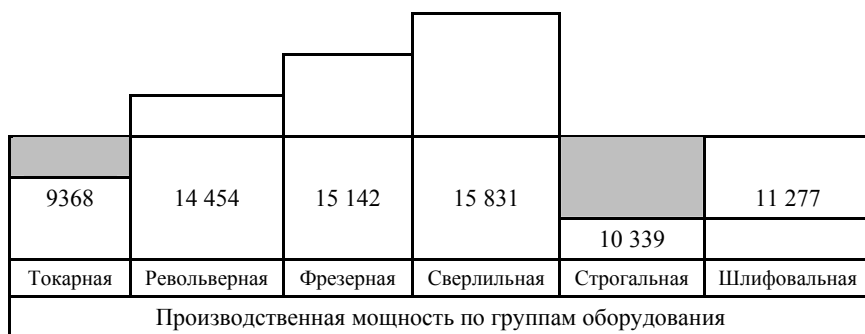 9368 14 454 15 142 15 831 11 277
10 339
Токарная Револьверная Фрезерная Сверлильная Строгальная Шлифовальная
Производственная мощность по группам оборудования